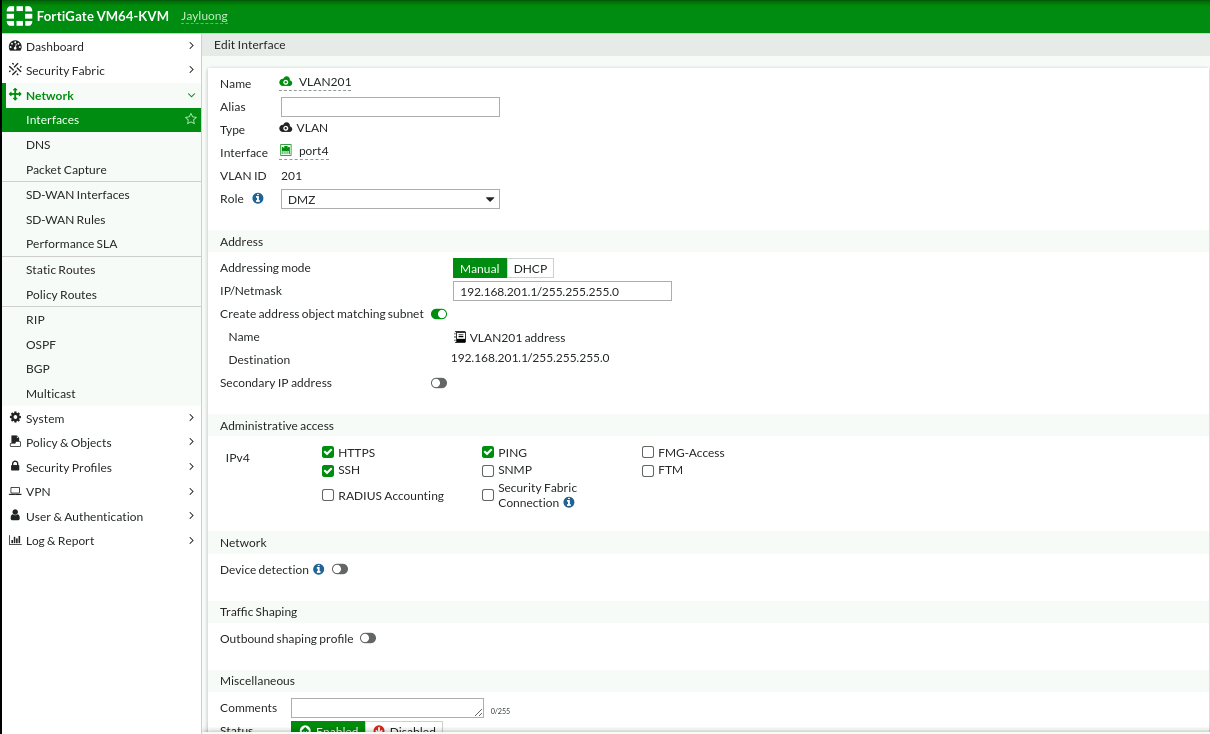 FortiGate VM64-KVM Jayluong
Dashboard
Security Fabric
Network
Interfaces
DNS
Packet Capture
SD-WAN Interfaces
SD-WAN Rules
Performance SLA
Static Routes
Policy Routes
RIP
OSPF
BGP
Multicast
System
Policy & Objects
Security Profiles
VPN
User & Authentication
Log & Report
Edit Interface
Name VLAN201
Alias
Type VLAN
Interface port4
VLAN ID 201
Role DMZ
Address
Addressing mode Manual DHCP
IP/Netmask 192.168.201.1/255.255.255.0
Create address object matching subnet
Name VLAN201 address
Destination 192.168.201.1/255.255.255.0
Secondary IP address
Administrative access
IPv4 HTTPS PING FMG-Access
SSH SNMP FTM
RADIUS Accounting Security Fabric
Connection
Network
Device detection
Traffic Shaping
Outbound shaping profile
Miscellaneous
Comments 0/255
Status Enabled Disabled